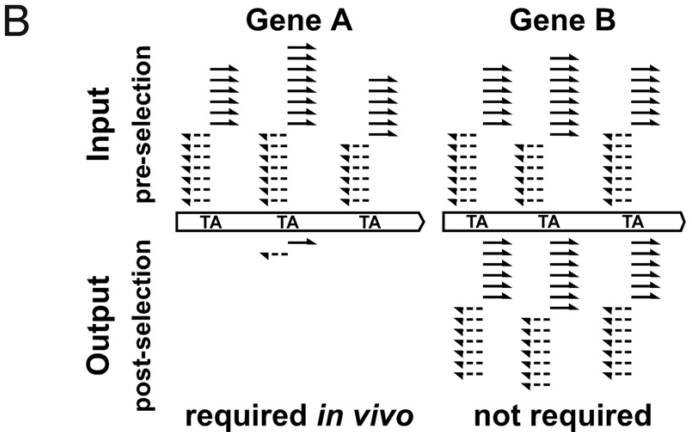 B
Gene A
Gene B
Input
pre-selection
TA TA TA
TA TA TA
Output
post-selection
required in vivo
not required